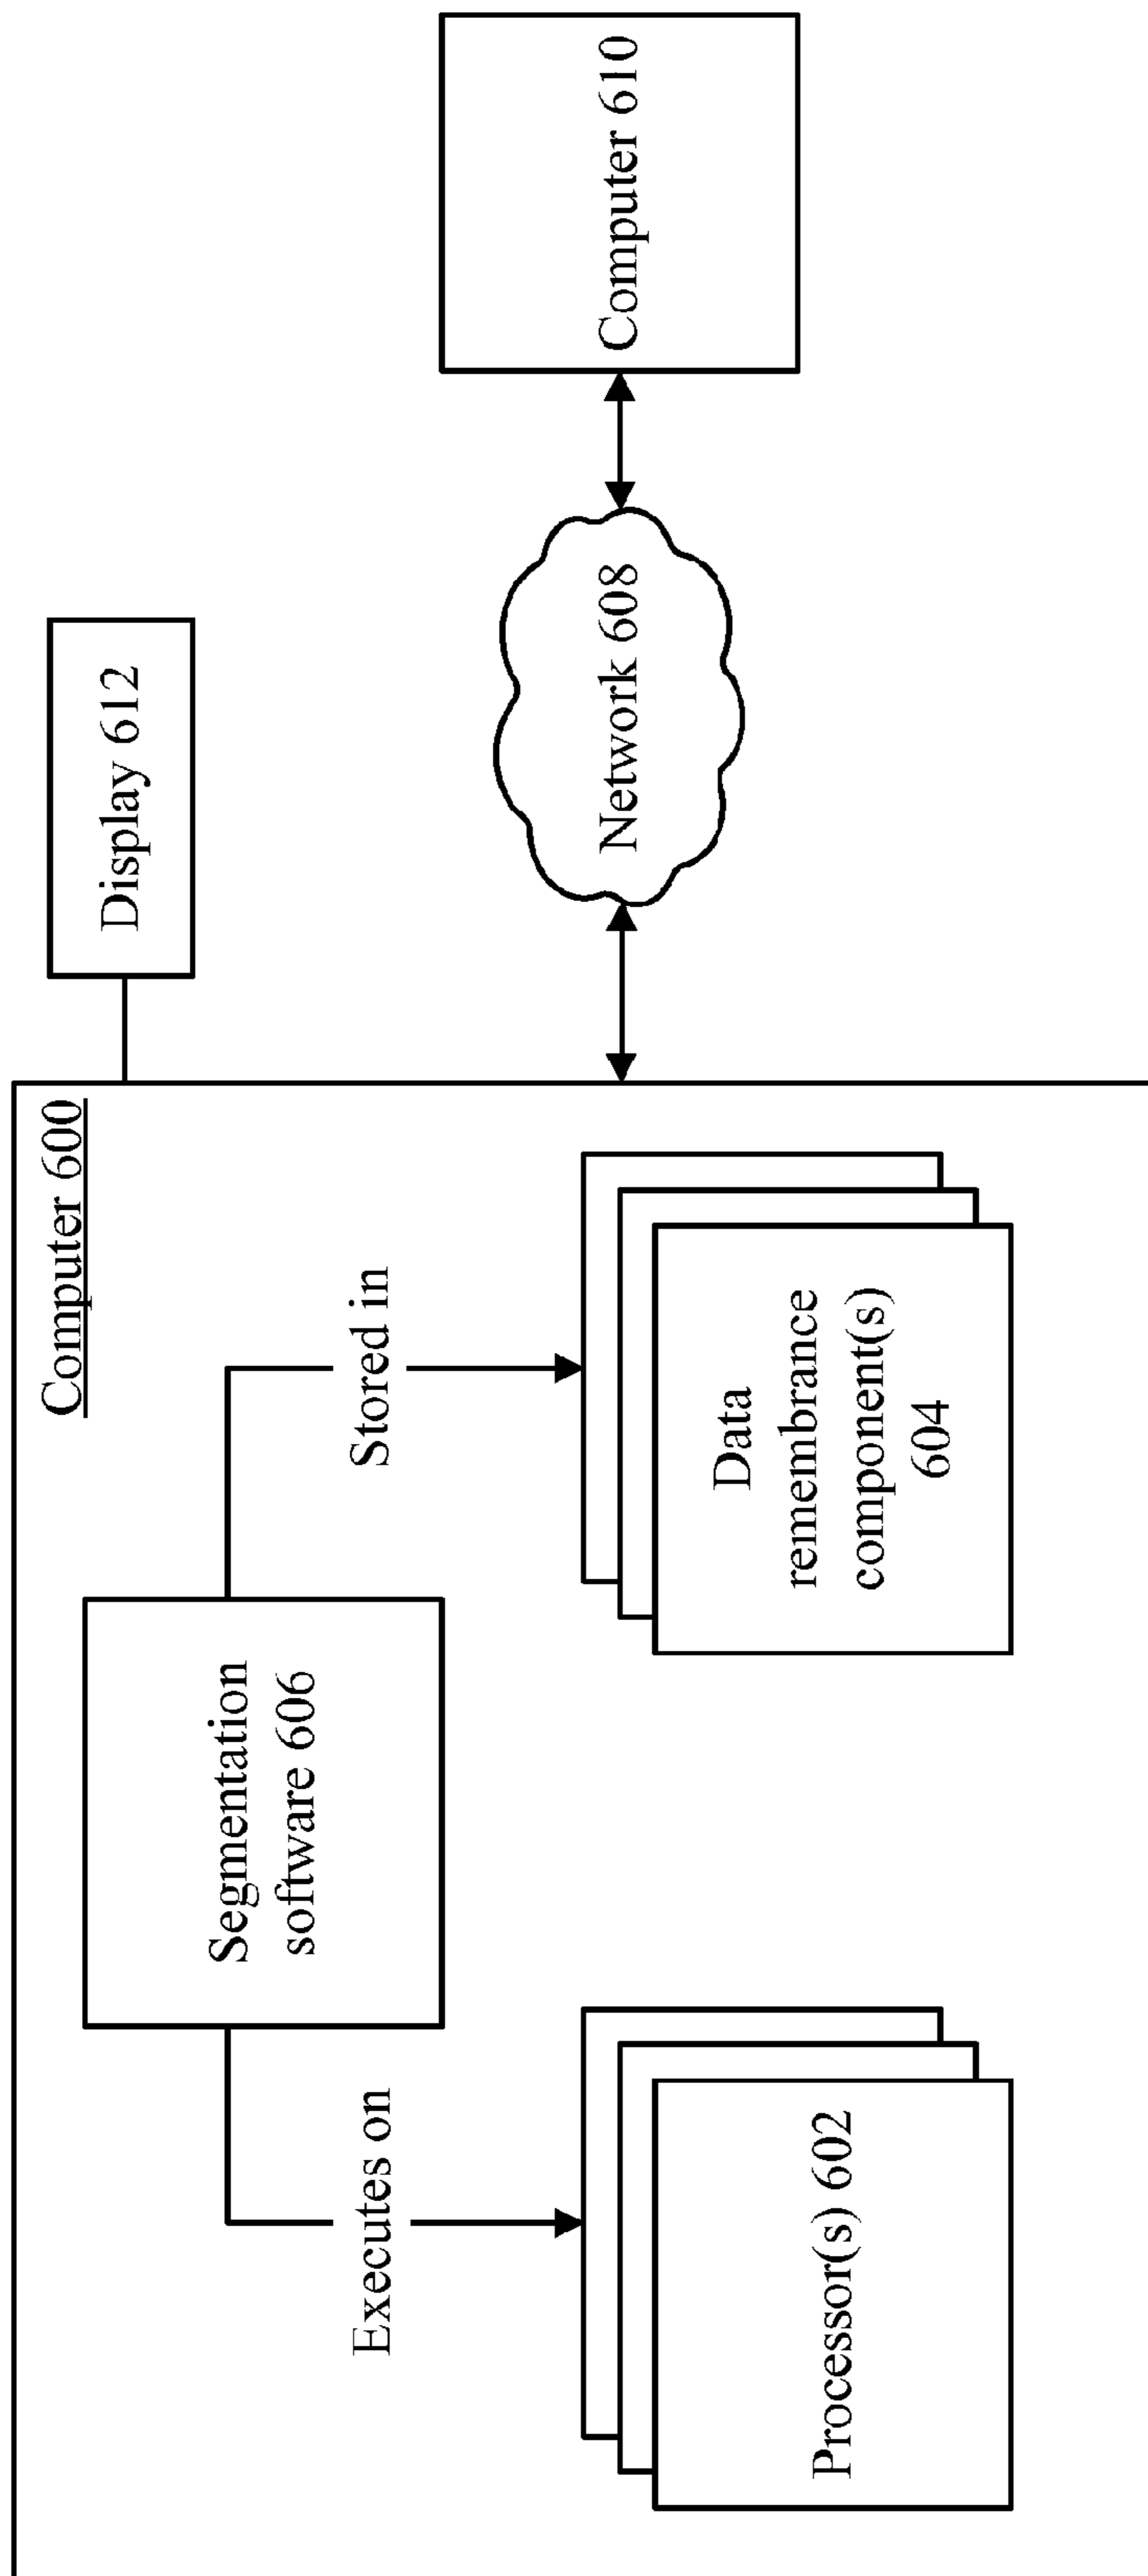 Computer 600
Display 612
Segmentation
software 606
Executes on
Stored in
Network 608
Computer 610
Processor(s) 602
Data
remembrance
component(s)
604